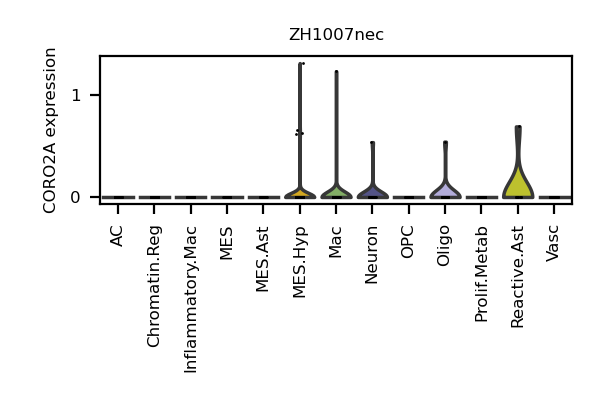 ZH1007nec
CORO2A expression
1
0
AC
Chromatin.Reg
Inflammatory.Mac
MES
MES.Ast
MES.Hyp
Mac
Neuron
OPC
Oligo
Prolif.Metab
Reactive.Ast
Vasc